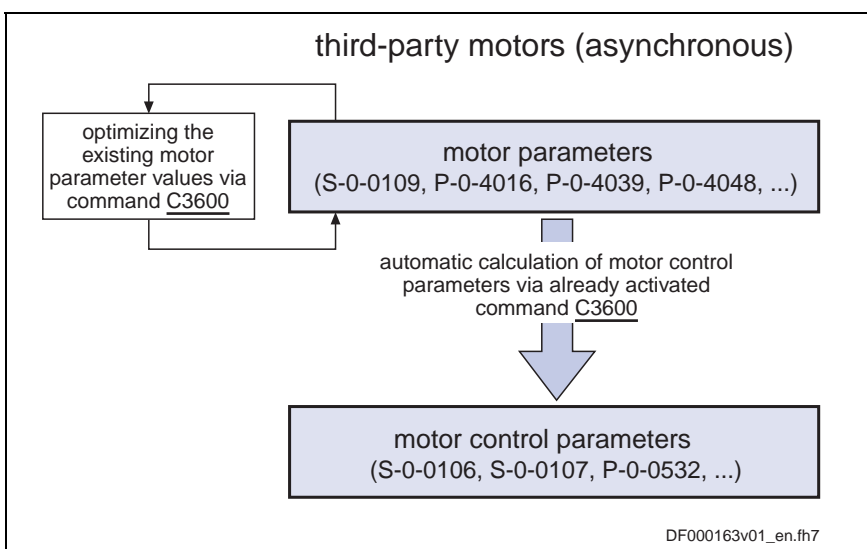 third-party motors (asynchronous)
optimizing the
existing motor
parameter values via
command C3600
motor parameters
(S-0-0109, P-0-4016, P-0-4039, P-0-4048, ...)
automatic calculation of motor control
parameters via already activated
command C3600
motor control parameters
(S-0-0106, S-0-0107, P-0-0532, ...)
DF000163v01_en.fh7